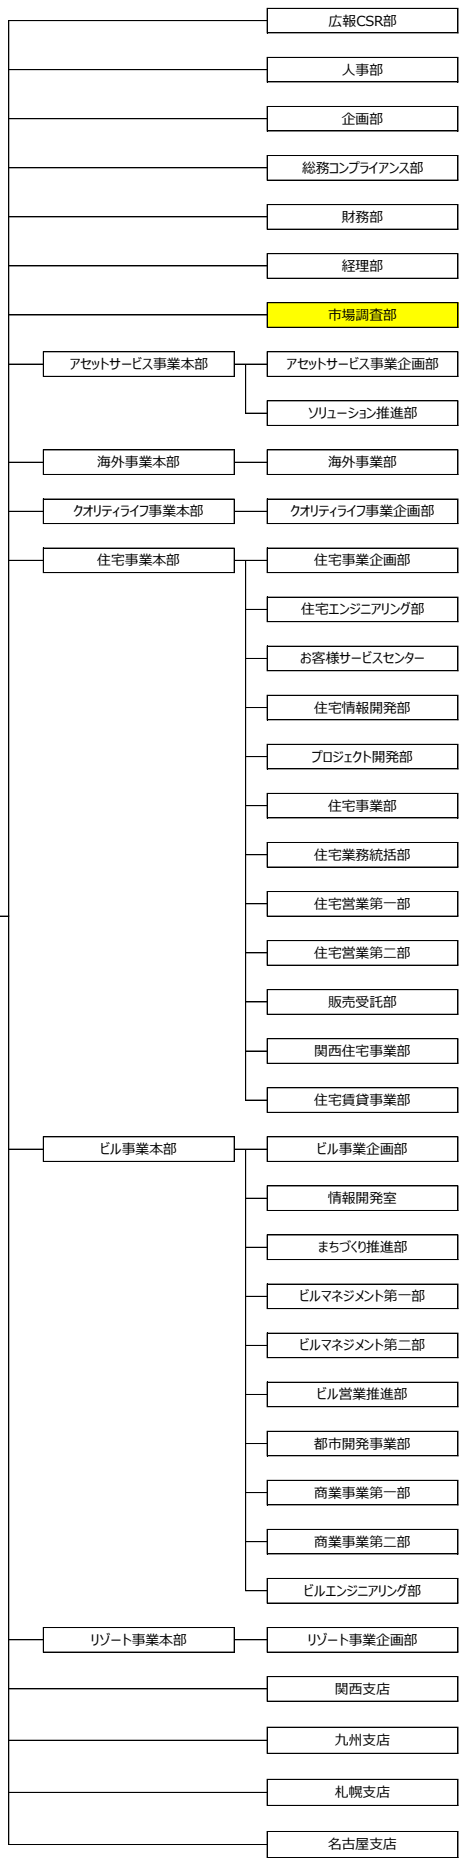 広報CSR部
人事部
企画部
総務コンプライアンス部
財務部
経理部
市場調査部
アセットサービス事業本部 アセットサービス事業企画部
ソリューション推進部
海外事業本部 海外事業部
クオリティライフ事業本部 クオリティライフ事業企画部
住宅事業本部 住宅事業企画部
住宅エンジニアリング部
お客様サービスセンター
住宅情報開発部
プロジェクト開発部
住宅事業部
住宅業務統括部
住宅営業第一部
住宅営業第二部
販売受託部
関西住宅事業部
住宅賃貸事業部
ビル事業本部 ビル事業企画部
情報開発室
まちづくり推進部
ビルマネジメント第一部
ビルマネジメント第二部
ビル営業推進部
都市開発事業部
商業事業第一部
商業事業第二部
ビルエンジニアリング部
リゾート事業本部 リゾート事業企画部
関西支店
九州支店
札幌支店
名古屋支店